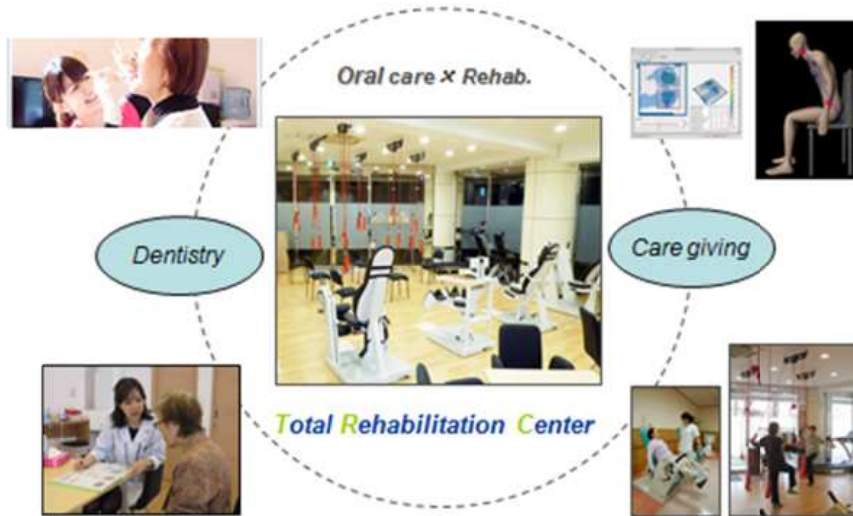 Oral care × Rehab.
Dentistry
Care giving
Total Rehabilitation Center